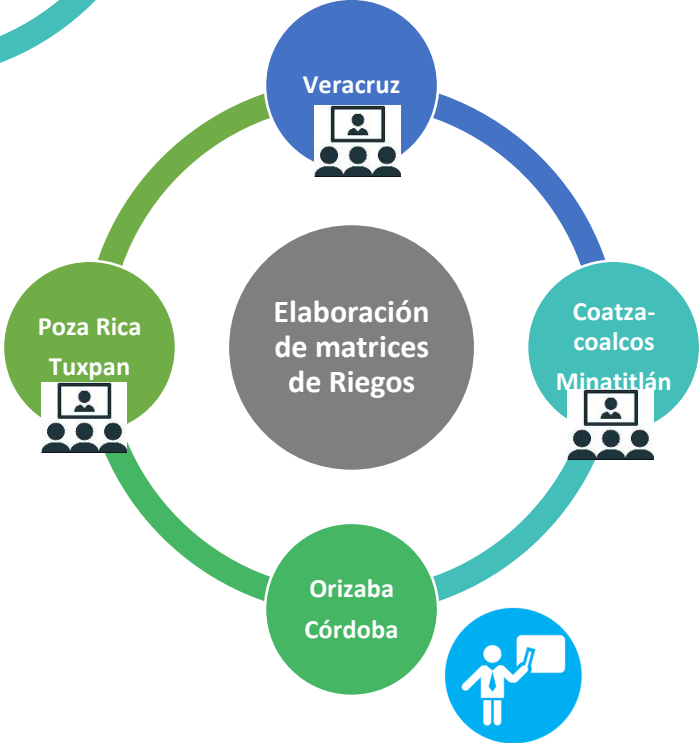 Veracruz
Elaboración
de matrices
de Riegos
Coatza-
coalcos
Minatitlán
Poza Rica
Tuxpan
Orizaba
Córdoba